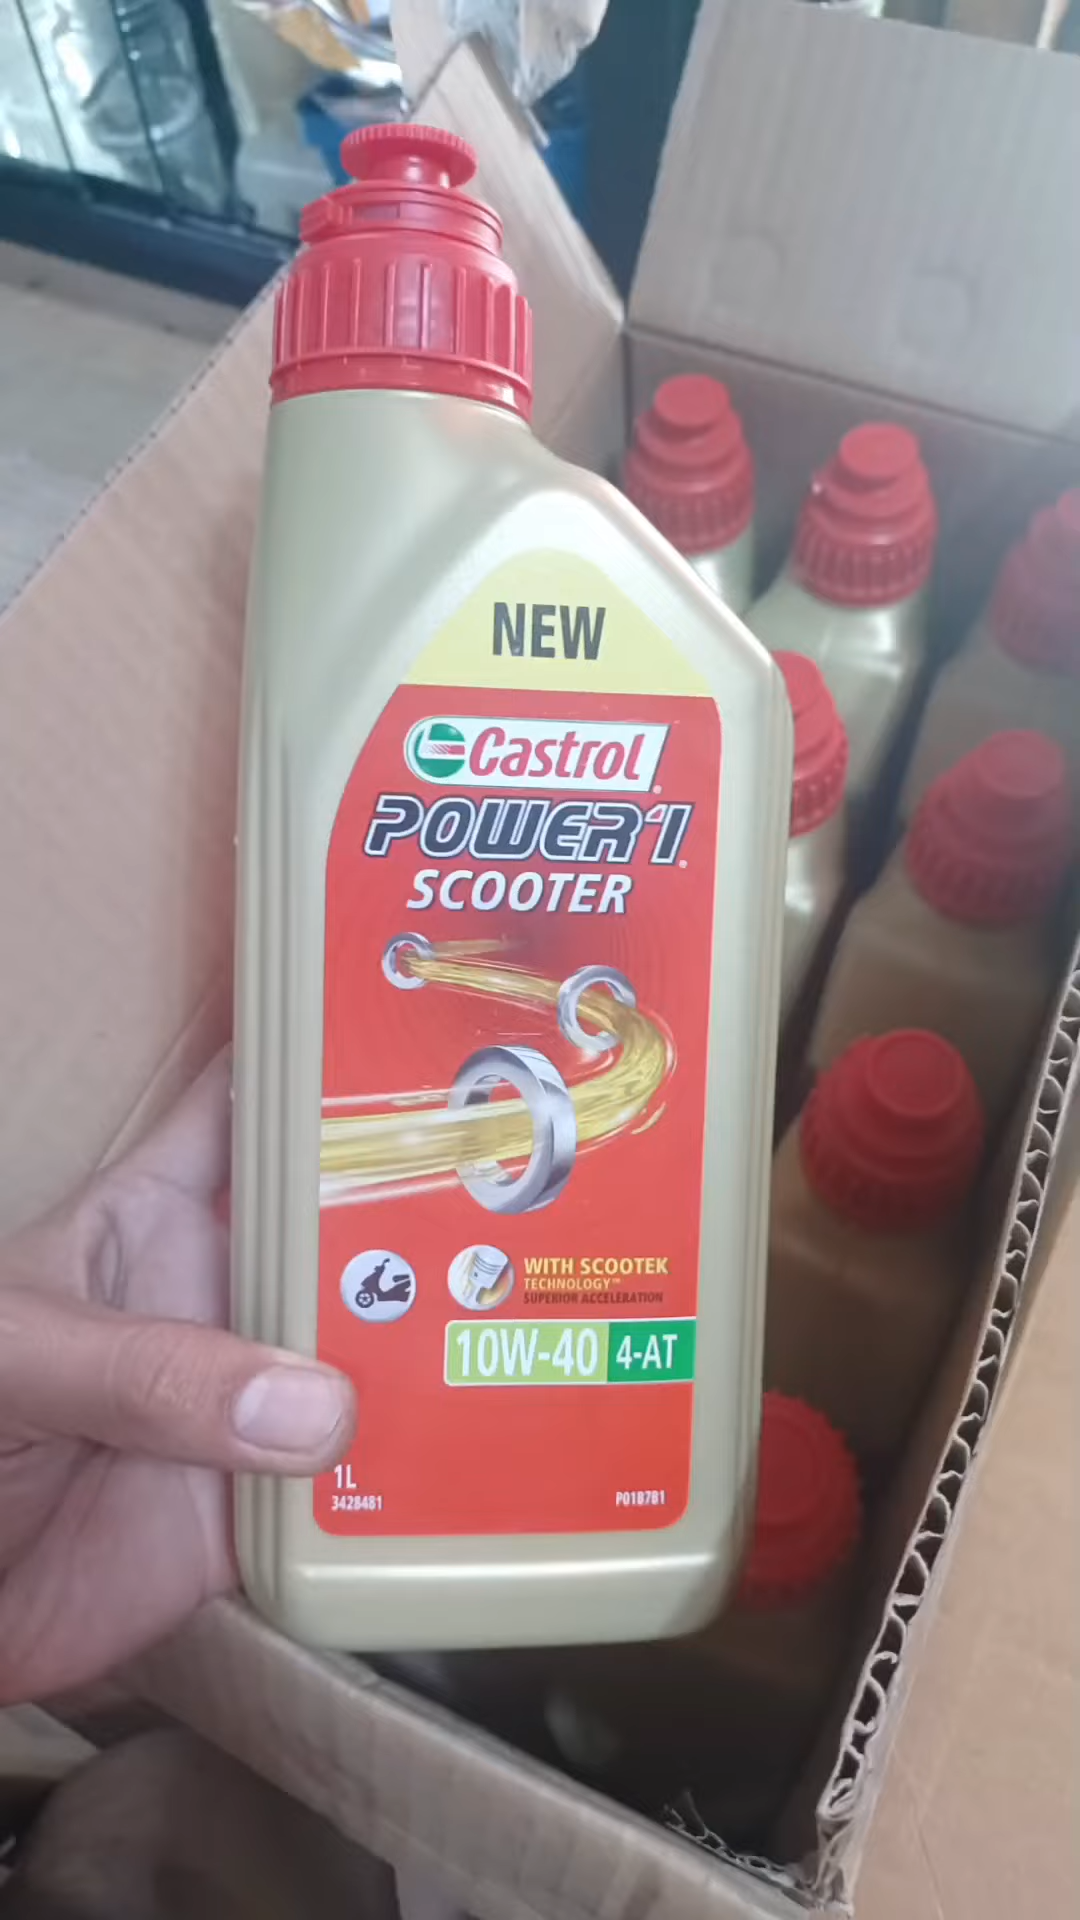 NEW
Castrol
POWER1
SCOOTER
WITH SCOOTEK
TECHNOLOGY™
SUPERIOR ACCELERATION
10W-40 4-AT
1L
3428481 P01B7B1